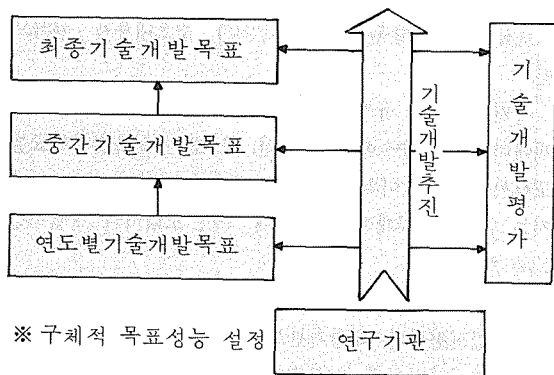 최종기술개발목표
중간기술개발목표
연도별기술개발목표
기술개발추진
기술개발평가
※ 구체적 목표성능 설정
연구기관